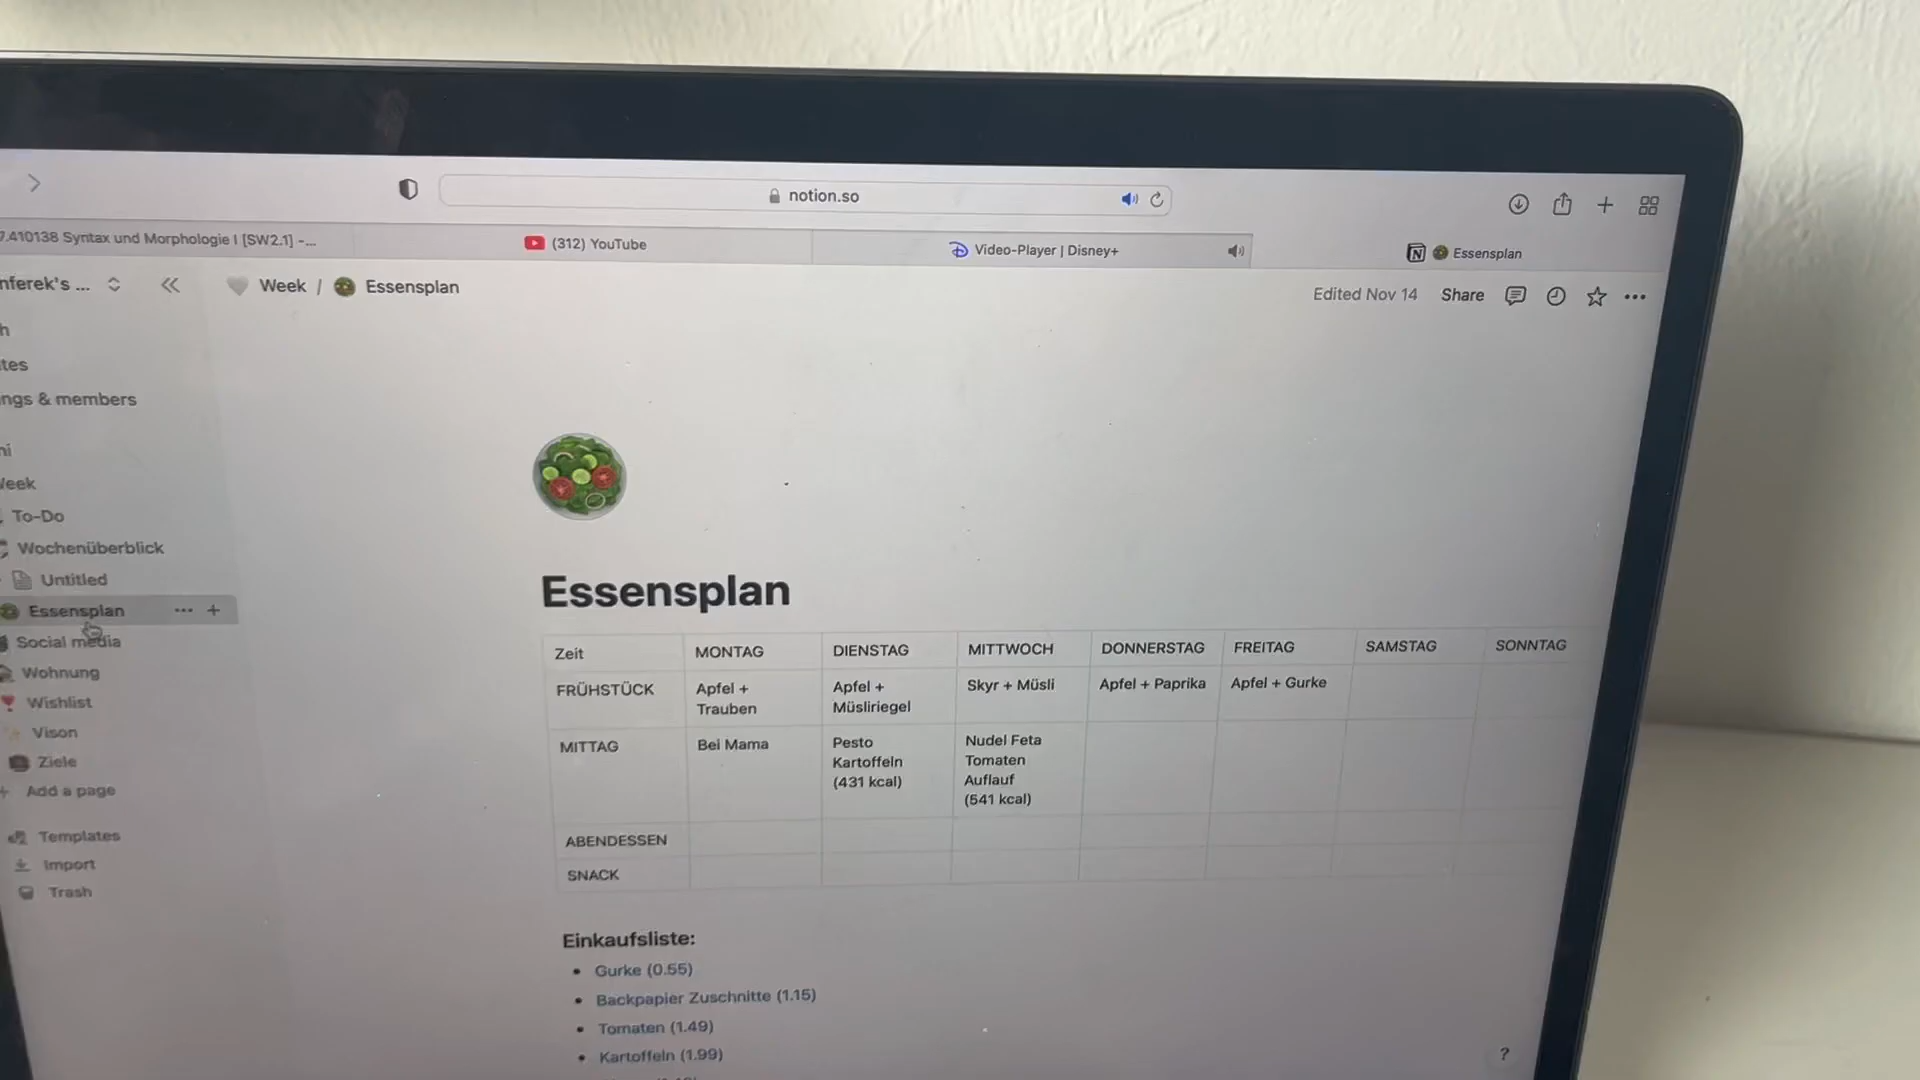 notion.so
7.410138 Syntax und Morphologie I [SW2.1] -...
(312) YouTube
Video-Player | Disney+
Essensplan
nferek's ...
Week / Essensplan
Edited Nov 14
Share
h
tes
ngs & members
ni
Week
To-Do
Wochenüberblick
Untitled
Essensplan
Social media
Wohnung
Wishlist
Vison
Ziele
Add a page
Templates
Import
Trash
Essensplan
Zeit MONTAG DIENSTAG MITTWOCH DONNERSTAG FREITAG SAMSTAG SONNTAG
FRÜHSTÜCK
Apfel +
Trauben
Apfel +
Müsliriegel
Skyr + Müsli
Apfel + Paprika
Apfel + Gurke
MITTAG
Bei Mama
Pesto
Kartoffeln
(431 kcal)
Nudel Feta
Tomaten
Auflauf
(541 kcal)
ABENDESSEN
SNACK
Einkaufsliste:
• Gurke (0.55)
• Backpapier Zuschnitte (1.15)
• Tomaten (1.49)
• Kartoffeln (1.99)
?